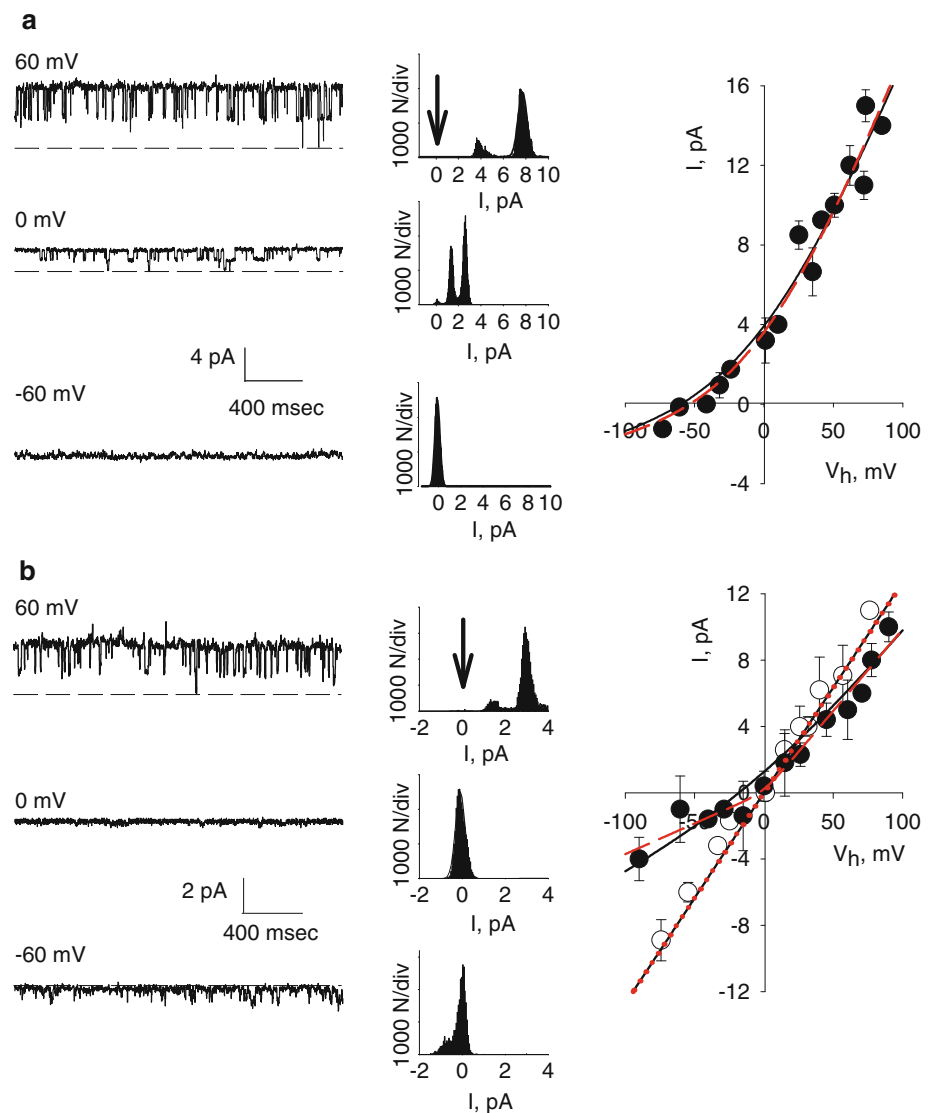 a
60 mV
0 mV
4 pA
400 msec
-60 mV
1000 N/div
0 2 4 6 8 10
I, pA
1000 N/div
0 2 4 6 8 10
I, pA
1000 N/div
0 2 4 6 8 10
I, pA
I, pA
16
12
8
4
0
-4
-100 -50 0 50 100
Vh, mV
b
60 mV
0 mV
2 pA
400 msec
-60 mV
1000 N/div
-2 0 2 4
I, pA
1000 N/div
-2 0 2 4
I, pA
1000 N/div
-2 0 2 4
I, pA
I, pA
12
8
4
0
-4
-8
-12
-100 -50 0 50 100
Vh, mV